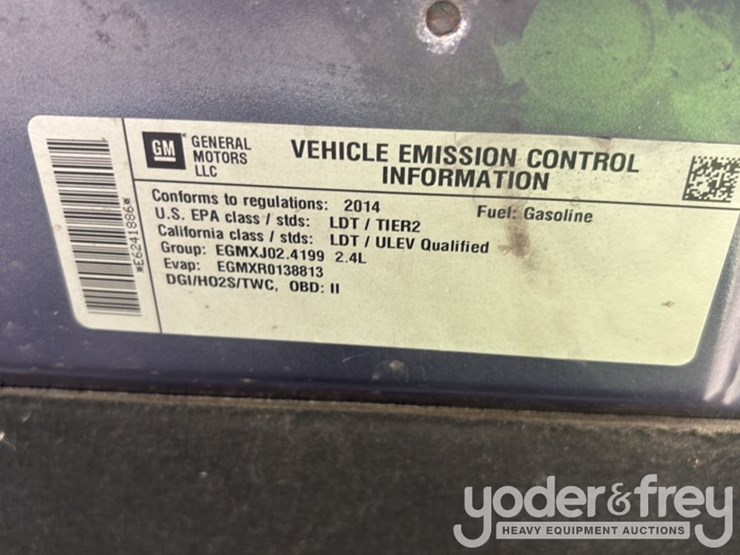 GM
GENERAL MOTORS LLC
VEHICLE EMISSION CONTROL INFORMATION
Conforms to regulations: 2014 Fuel: Gasoline
U.S. EPA class / stds: LDT / TIER2
California class / stds: LDT / ULEV Qualified
Group: EGMXJ02.4199 2.4L
Evap: EGMXR0138813
DGI/HO2S/TWC, OBD: II
*E6241886*
yoder&frey
HEAVY EQUIPMENT AUCTIONS